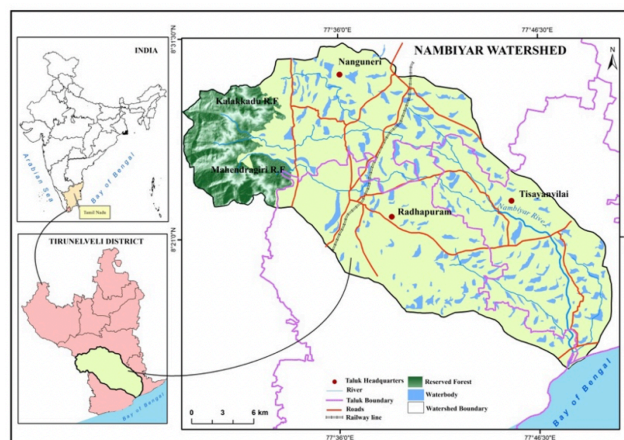 INDIA
Arabian Sea
Bay of Bengal
Tamil Nadu
TIRUNELVELI DISTRICT
Bay of Bengal
77°36'0"E
77°46'30"E
8°31'30"N
8°21'0"N
NAMBIYAR WATERSHED
N
Nanguneri
Kalakkadu R.F
Mahendragiri R.F
Tisayanvilai
Nambiyar River
Radhapuram
Taluk Headquarters
River
Taluk Boundary
Roads
Railway line
Reserved Forest
Waterbody
Watershed Boundary
0 3 6 km
Bay of Bengal
77°36'0"E
77°46'30"E